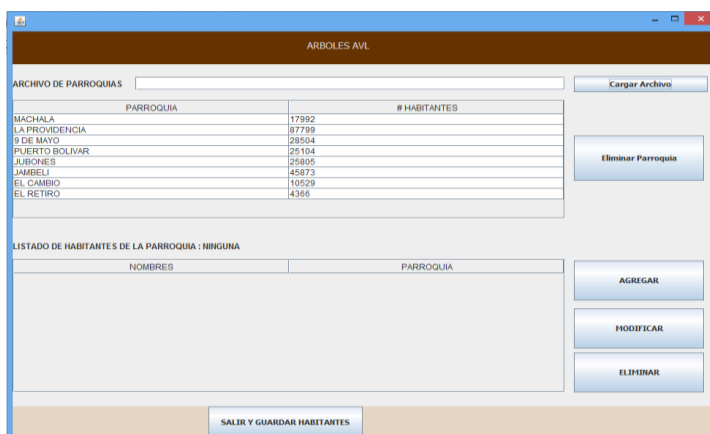 ARBOLES AVL
ARCHIVO DE PARROQUIAS Cargar Archivo
PARROQUIA # HABITANTES
MACHALA 17992
LA PROVIDENCIA 87799
9 DE MAYO 28504
PUERTO BOLIVAR 25104
JUBONES 25805
JAMBELI 45873
EL CAMBIO 10529
EL RETIRO 4366
Eliminar Parroquia
LISTADO DE HABITANTES DE LA PARROQUIA : NINGUNA
NOMBRES PARROQUIA
AGREGAR
MODIFICAR
ELIMINAR
SALIR Y GUARDAR HABITANTES